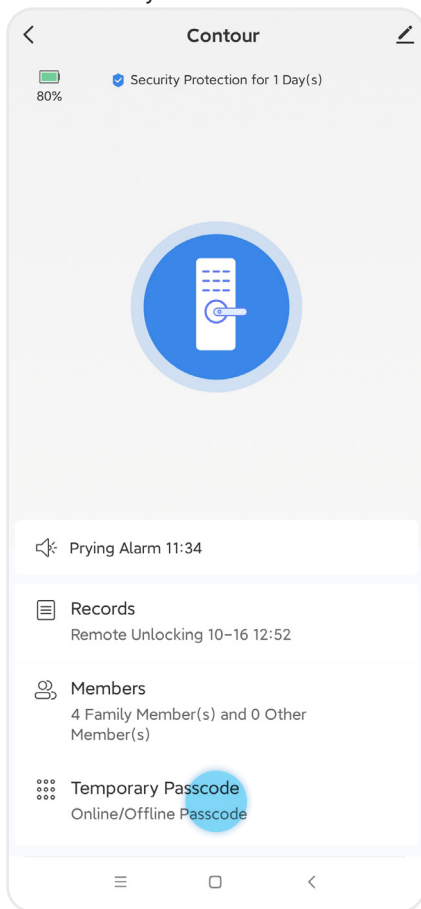 Contour
80%
Security Protection for 1 Day(s)
Prying Alarm 11:34
Records
Remote Unlocking 10-16 12:52
Members
4 Family Member(s) and 0 Other
Member(s)
Temporary Passcode
Online/Offline Passcode